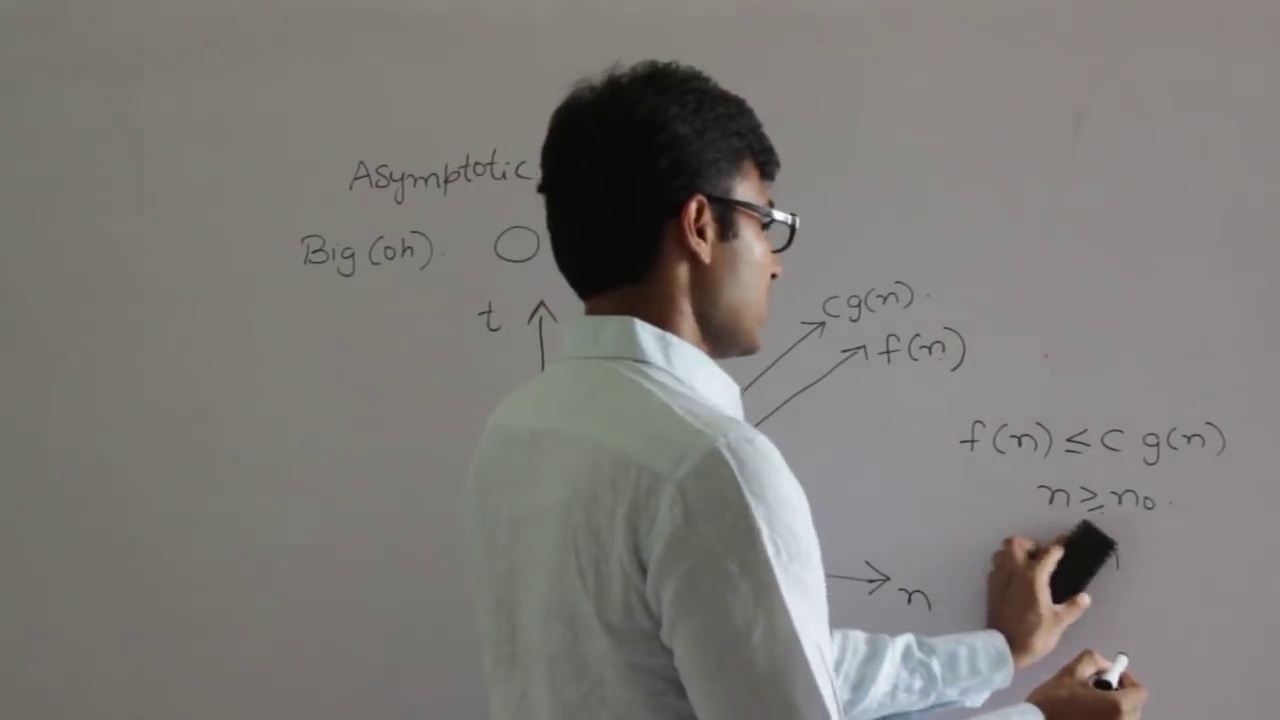 Asymptotic
Big (oh). O
t
cg(n).
f(n)
f(n) ≤ c g(n)
n ≥ n₀.
n